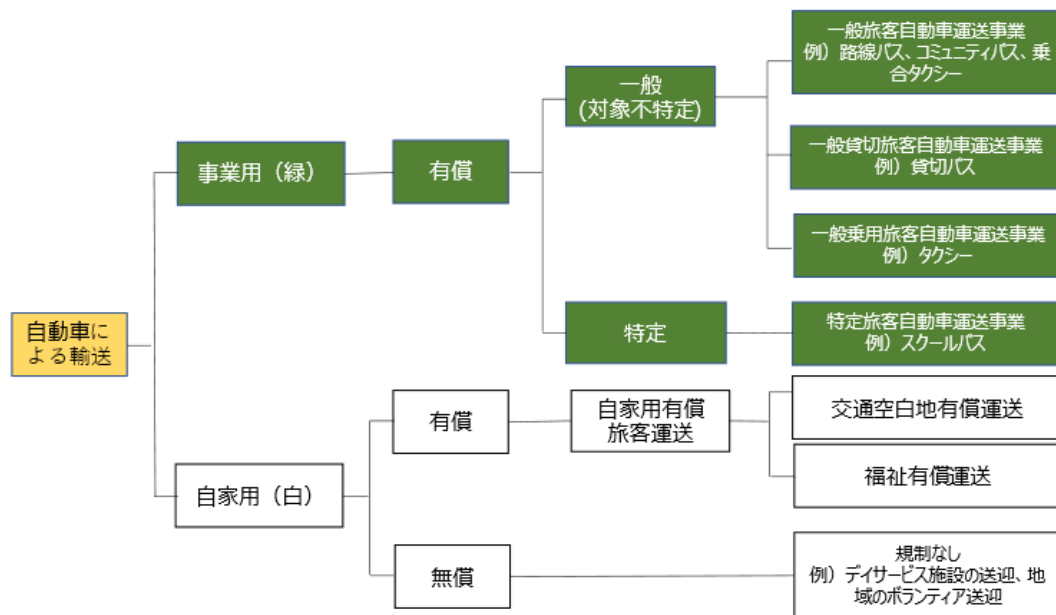 一般旅客自動車運送事業
例）路線バス、コミュニティバス、乗
合タクシー
一般
(対象不特定)
事業用（緑）
有償
一般貸切旅客自動車運送事業
例）貸切バス
一般乗用旅客自動車運送事業
例）タクシー
自動車に
よる輸送
特定
特定旅客自動車運送事業
例）スクールバス
有償
自家用有償
旅客運送
交通空白地有償運送
福祉有償運送
自家用（白）
無償
規制なし
例）デイサービス施設の送迎、地
域のボランティア送迎